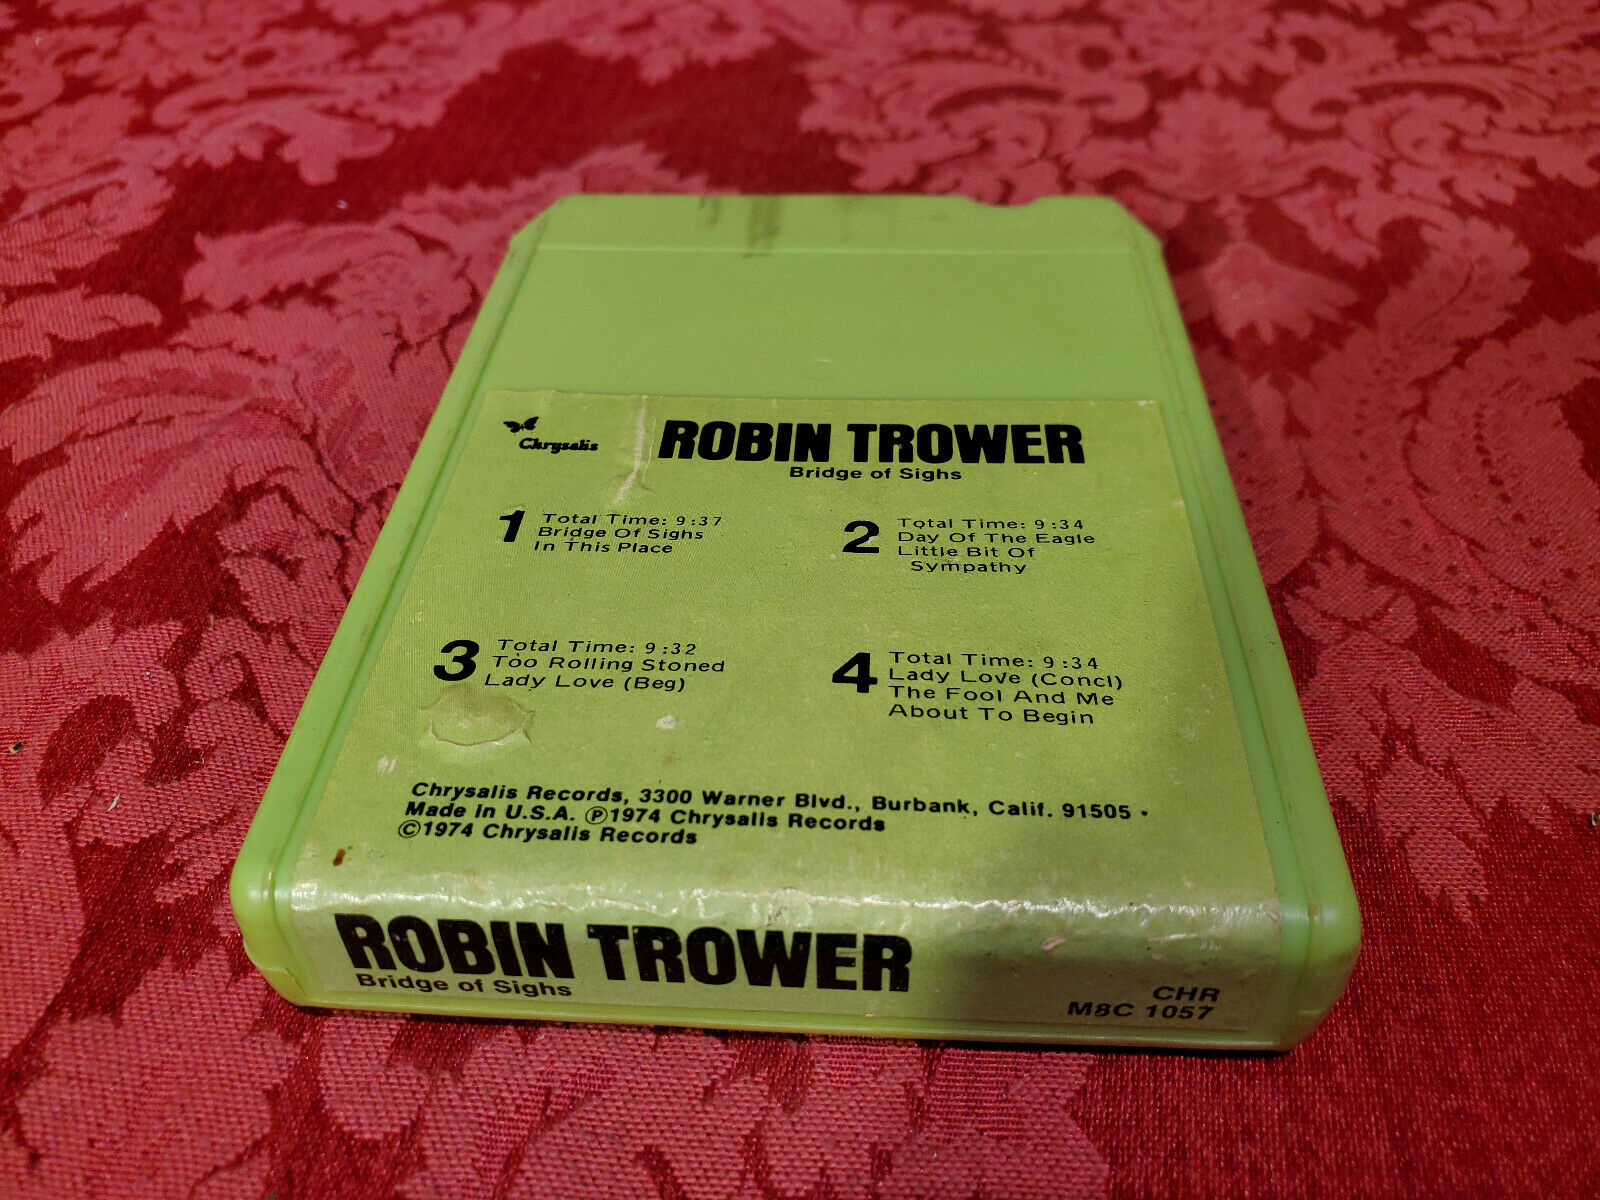 Chrysalis
ROBIN TROWER
Bridge of Sighs
1 Total Time: 9:37
Bridge Of Sighs
In This Place
2 Total Time: 9:34
Day Of The Eagle
Little Bit Of
Sympathy
3 Total Time: 9:32
Too Rolling Stoned
Lady Love (Beg)
4 Total Time: 9:34
Lady Love (Concl)
The Fool And Me
About To Begin
Chrysalis Records, 3300 Warner Blvd., Burbank, Calif. 91505 •
Made In U.S.A. ℗1974 Chrysalis Records
©1974 Chrysalis Records
ROBIN TROWER
Bridge of Sighs
CHR
M8C 1057